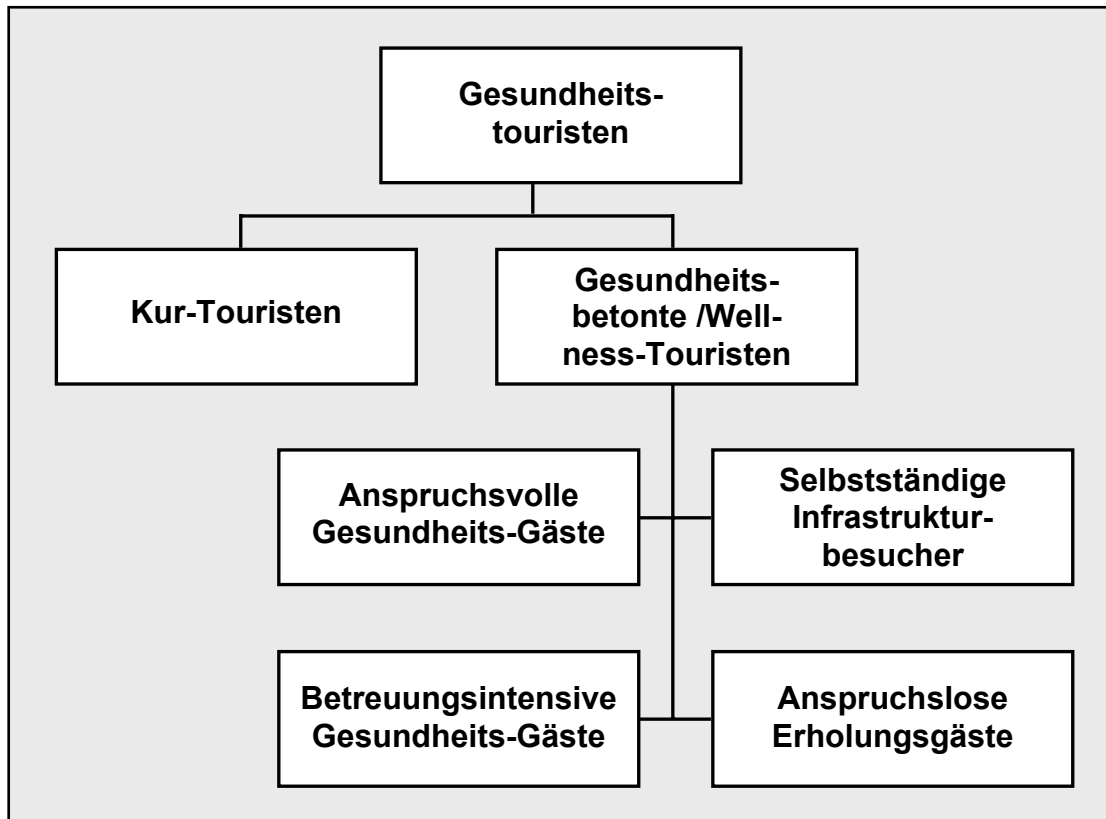 Gesundheits-
touristen
Kur-Touristen
Gesundheits-
betonte /Well-
ness-Touristen
Anspruchsvolle
Gesundheits-Gäste
Selbstständige
Infrastruktur-
besucher
Betreuungsintensive
Gesundheits-Gäste
Anspruchslose
Erholungsgäste